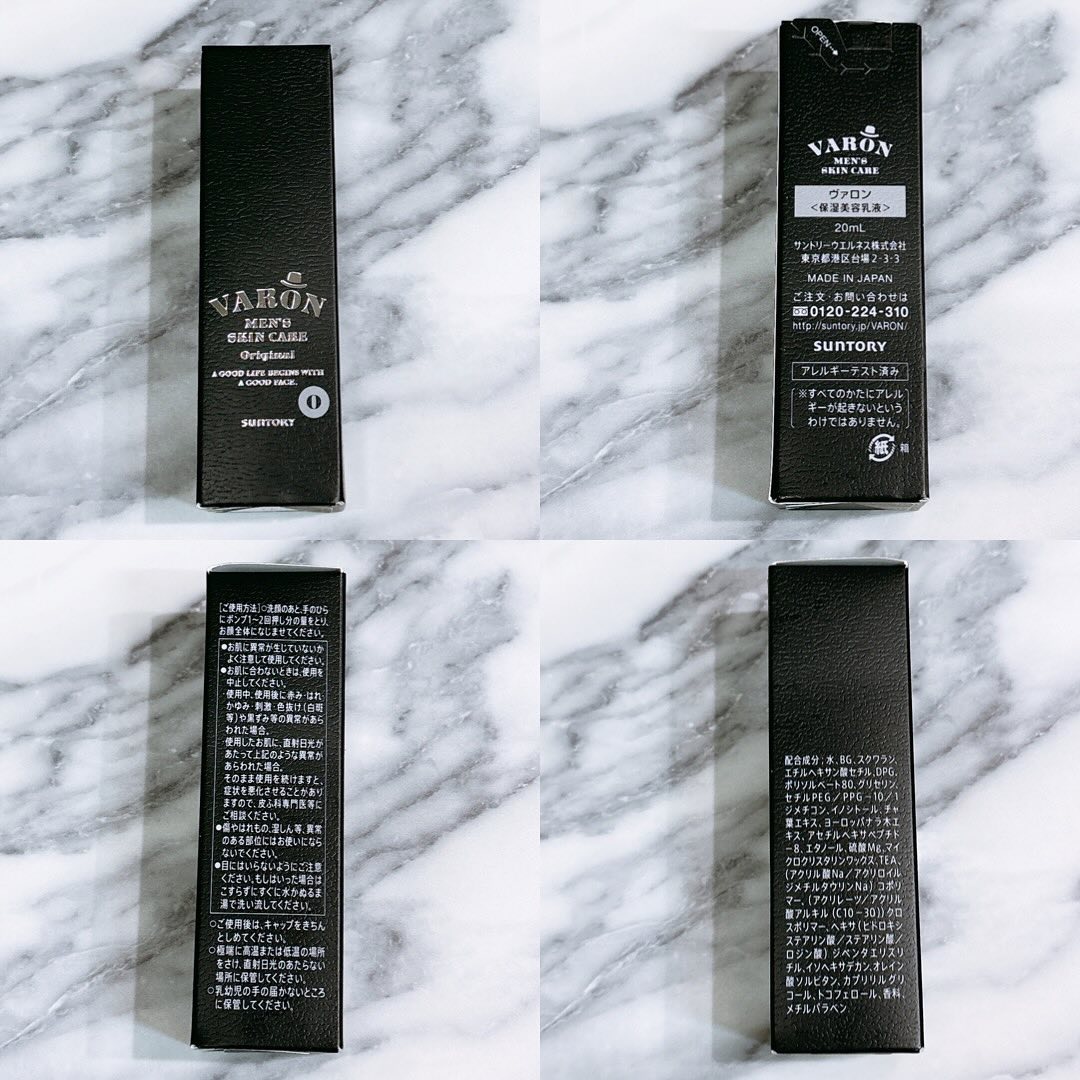 VARON
MEN'S
SKIN CARE
Original
A GOOD LIFE BEGINS WITH
A GOOD FACE.
O
SUNTORY
OPEN→
VARON
MEN'S
SKIN CARE
ヴァロン
<保湿美容乳液>
20mL
サントリーウエルネス株式会社
東京都港区台場2-3-3
MADE IN JAPAN
ご注文・お問い合わせは
0120-224-310
http://suntory.jp/VARON/
SUNTORY
アレルギーテスト済み
※すべてのかたにアレル
ギーが起きないという
わけではありません。
紙 箱
[ご使用方法]○洗顔のあと、手のひら
にポンプ1~2回押し分の量をとり、
お顔全体になじませてください。
●お肌に異常が生じていないか
よく注意して使用してください。
●お肌に合わないときは、使用を
中止してください。
・使用中、使用後に赤み・はれ・
かゆみ・刺激・色抜け(白斑
等)や黒ずみ等の異常があら
われた場合。
・使用したお肌に、直射日光が
あたって上記のような異常が
あらわれた場合。
そのまま使用を続けますと、
症状を悪化させることがあり
ますので、皮ふ科専門医等に
ご相談ください。
●傷やはれもの、湿しん等、異常
のある部位にはお使いになら
ないでください。
●目にはいらないようにご注意
ください。もしはいった場合は
こすらずにすぐに水かぬるま
湯で洗い流してください。
○ご使用後は、キャップをきちん
としめてください。
○極端に高温または低温の場所
をさけ、直射日光のあたらない
場所に保管してください。
○乳幼児の手の届かないところ
に保管してください。
配合成分:水、BG、スクワラン、
エチルヘキサン酸セチル、DPG、
ポリソルベート80、グリセリン、
セチルPEG/PPG-10/1
ジメチコン、イノシトール、チャ
葉エキス、ヨーロッパナラ木エ
キス、アセチルヘキサペプチド
-8、エタノール、硫酸Mg、マイ
クロクリスタリンワックス、TEA、
(アクリル酸Na/アクリロイル
ジメチルタウリンNa)コポリ
マー、(アクリレーツ/アクリル
酸アルキル(C10-30))クロ
スポリマー、ヘキサ(ヒドロキシ
ステアリン酸/ステアリン酸/
ロジン酸)ジペンタエリスリ
チル、イソヘキサデカン、オレイン
酸ソルビタン、カプリリルグリ
コール、トコフェロール、香料、
メチルパラベン